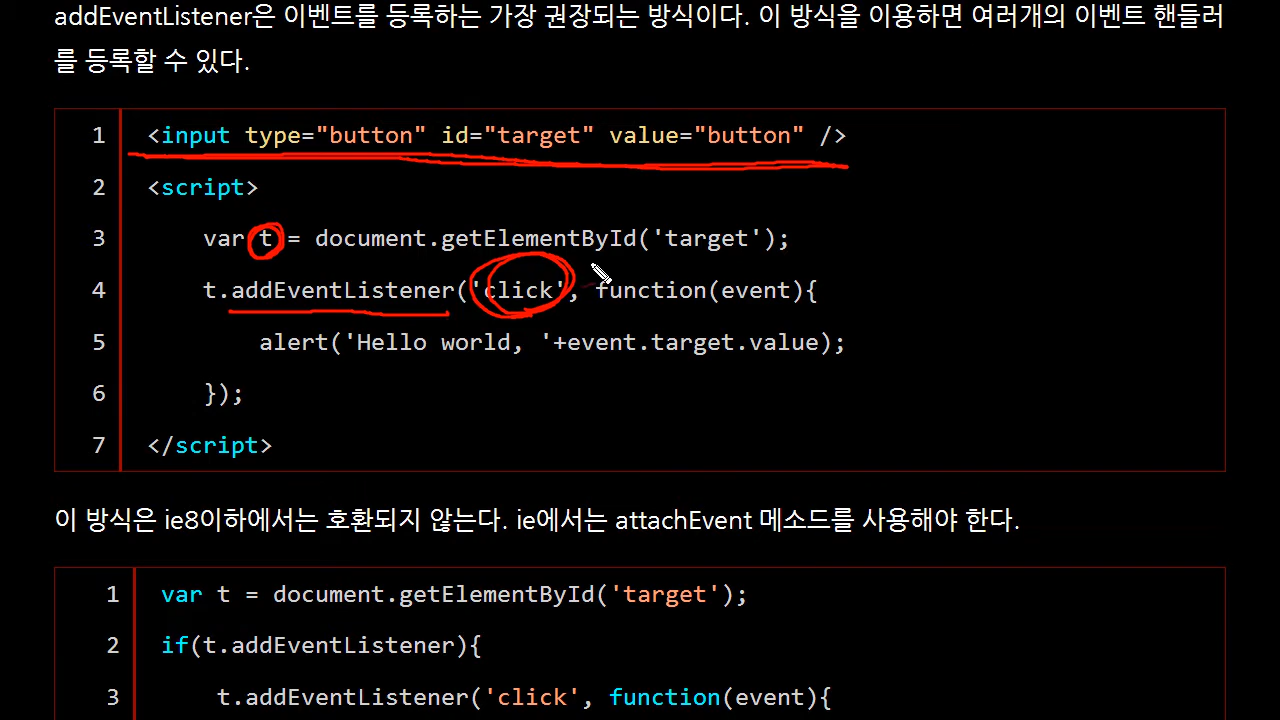 addEventListener은 이벤트를 등록하는 가장 권장되는 방식이다. 이 방식을 이용하면 여러개의 이벤트 핸들러
를 등록할 수 있다.
1 <input type="button" id="target" value="button" />
2 <script>
3 var t = document.getElementById('target');
4 t.addEventListener('click', function(event){
5 alert('Hello world, '+event.target.value);
6 });
7 </script>
이 방식은 ie8이하에서는 호환되지 않는다. ie에서는 attachEvent 메소드를 사용해야 한다.
1 var t = document.getElementById('target');
2 if(t.addEventListener){
3 t.addEventListener('click', function(event){